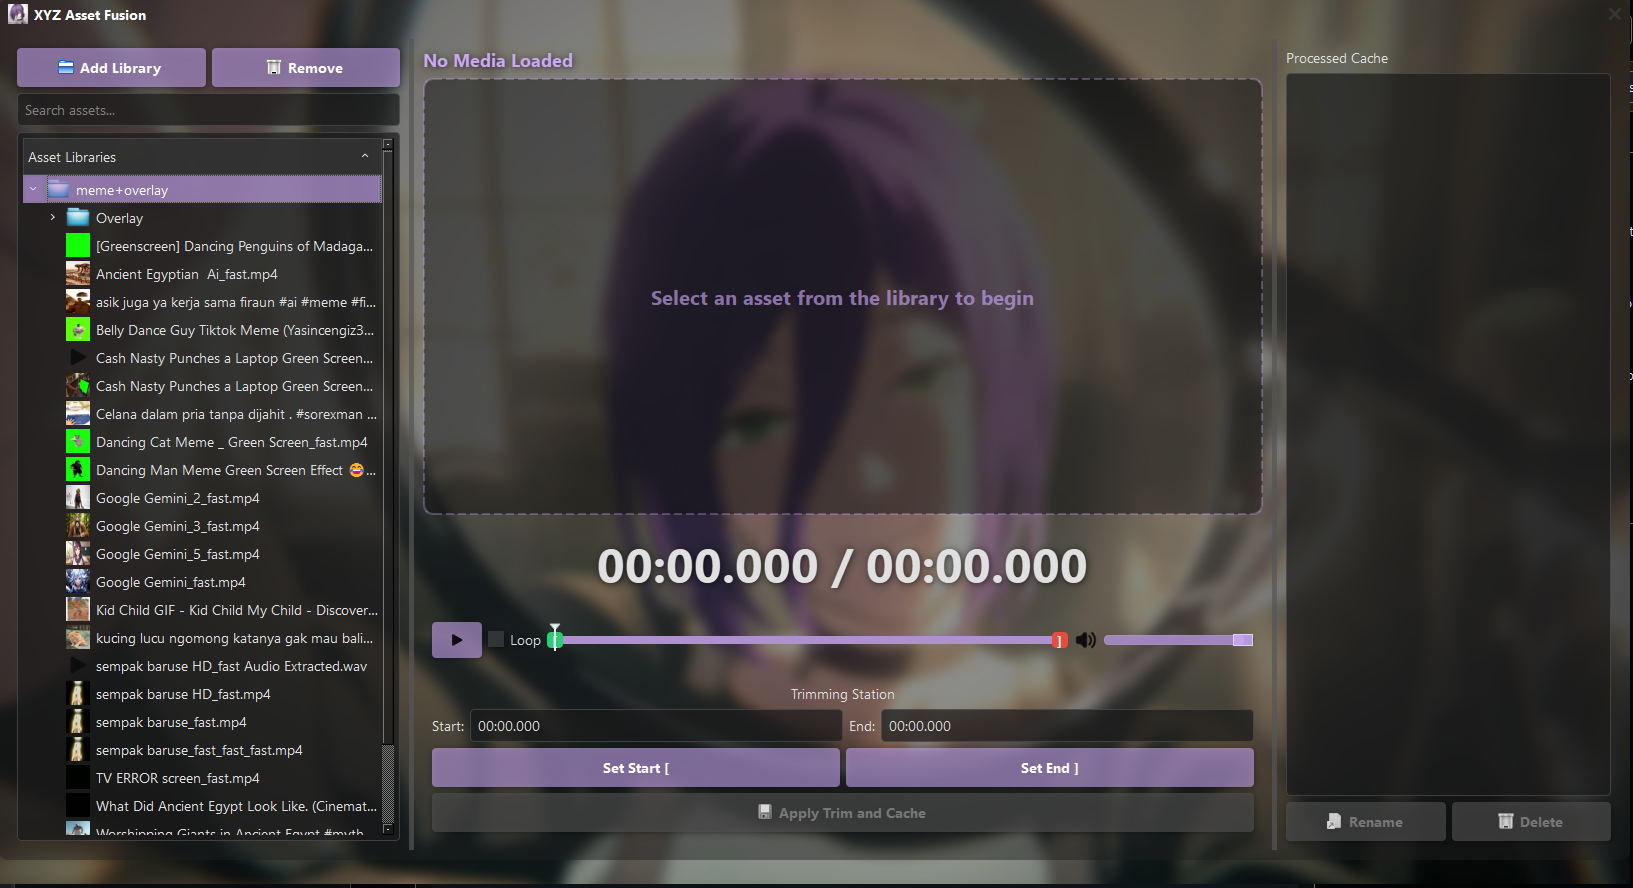 XYZ Asset Fusion
Add Library
Remove
Search assets...
Asset Libraries
meme+overlay
Overlay
[Greenscreen] Dancing Penguins of Madaga...
Ancient Egyptian  Ai_fast.mp4
asik juga ya kerja sama firaun #ai #meme #fi...
Belly Dance Guy Tiktok Meme (Yasincengiz3...
Cash Nasty Punches a Laptop Green Screen...
Cash Nasty Punches a Laptop Green Screen...
Celana dalam pria tanpa dijahit . #sorexman ...
Dancing Cat Meme _ Green Screen_fast.mp4
Dancing Man Meme Green Screen Effect 😂...
Google Gemini_2_fast.mp4
Google Gemini_3_fast.mp4
Google Gemini_5_fast.mp4
Google Gemini_fast.mp4
Kid Child GIF - Kid Child My Child - Discover...
kucing lucu ngomong katanya gak mau bali...
sempak baruse HD_fast Audio Extracted.wav
sempak baruse HD_fast.mp4
sempak baruse_fast.mp4
sempak baruse_fast_fast_fast.mp4
TV ERROR screen_fast.mp4
What Did Ancient Egypt Look Like. (Cinemat...
Worshipping Giants in Ancient Egypt #myth...
No Media Loaded
Select an asset from the library to begin
00:00.000 / 00:00.000
Loop
[
]
Trimming Station
Start: 00:00.000
End: 00:00.000
Set Start [
Set End ]
Apply Trim and Cache
Processed Cache
Rename
Delete